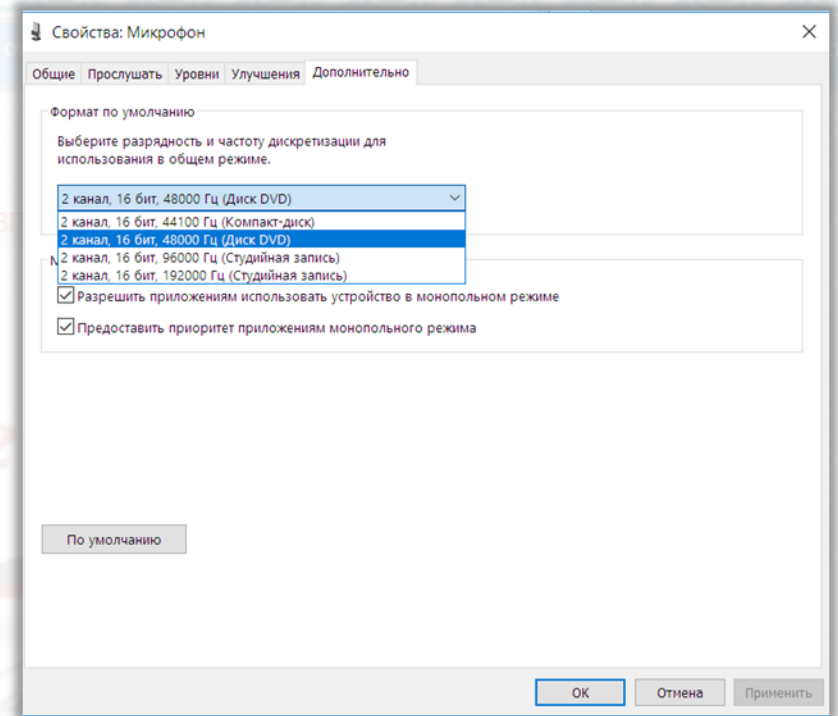 Свойства: Микрофон
Общие Прослушать Уровни Улучшения Дополнительно
Формат по умолчанию
Выберите разрядность и частоту дискретизации для
использования в общем режиме.
2 канал, 16 бит, 48000 Гц (Диск DVD)
2 канал, 16 бит, 44100 Гц (Компакт-диск)
2 канал, 16 бит, 48000 Гц (Диск DVD)
2 канал, 16 бит, 96000 Гц (Студийная запись)
2 канал, 16 бит, 192000 Гц (Студийная запись)
Разрешить приложениям использовать устройство в монопольном режиме
Предоставить приоритет приложениям монопольного режима
По умолчанию
ОК Отмена Применить